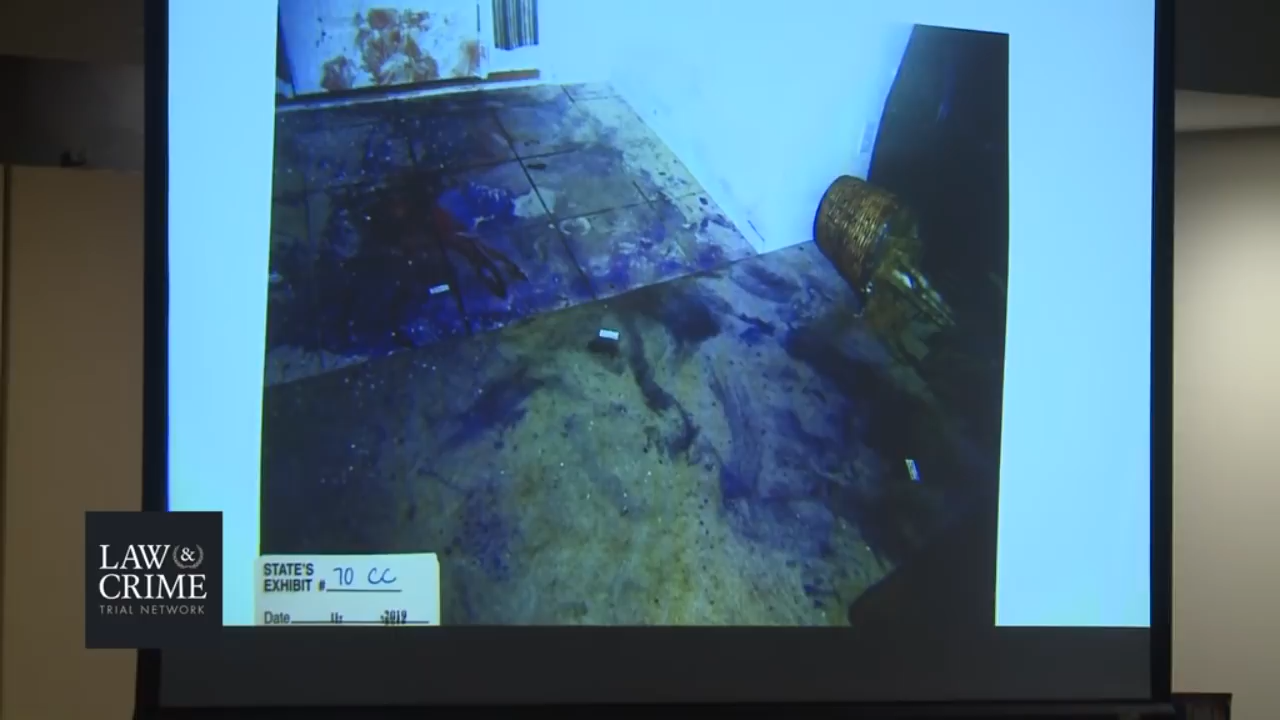 STATE'S
EXHIBIT # 70 CC
Date 2019
LAW &
CRIME
TRIAL NETWORK